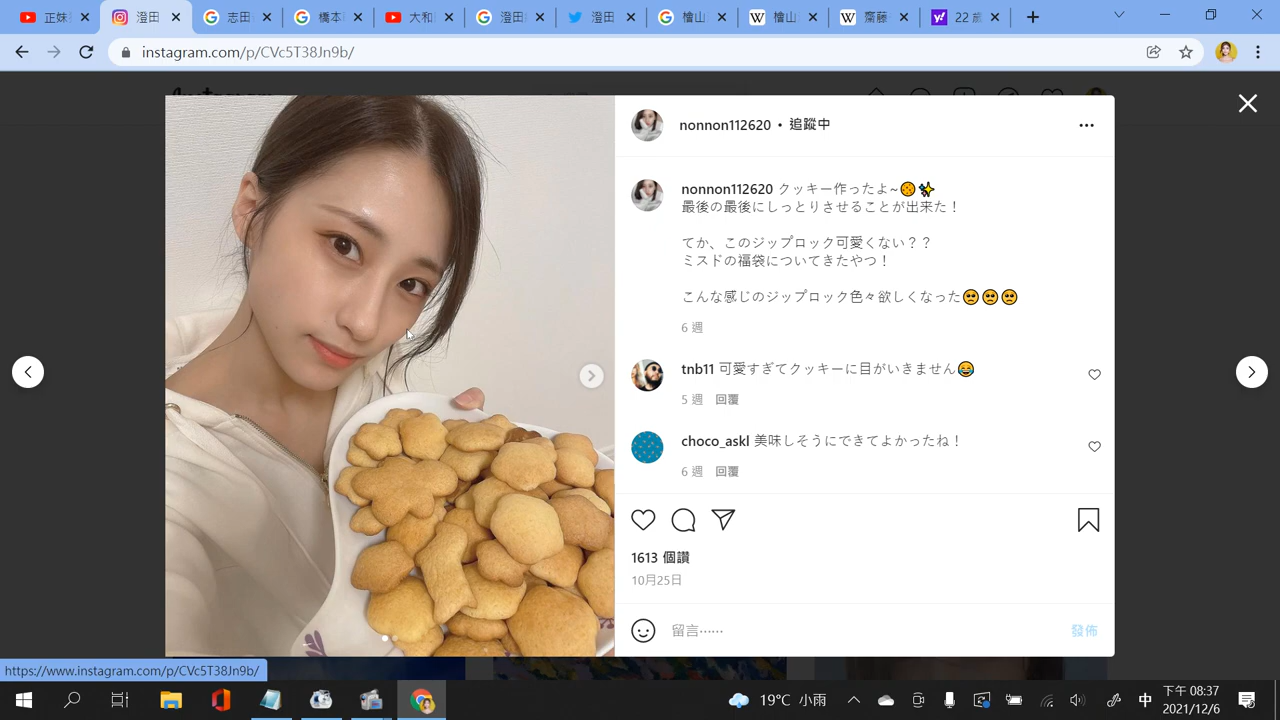 正妹
澄田
志田
橋本
大和
澄田
澄田
檜山
檜山
齋藤
22 歲
instagram.com/p/CVc5T38Jn9b/
nonnon112620 • 追蹤中
nonnon112620 クッキー作ったよ~🍪✨
最後の最後にしっとりさせることが出来た！
てか、このジップロック可愛くない？？
ミスドの福袋についてきたやつ！
こんな感じのジップロック色々欲しくなった🥺🥺🥺
6 週
tnb11 可愛すぎてクッキーに目がいきません😂
5 週 回覆
choco_askl 美味しそうにできてよかったね！
6 週 回覆
1613 個讚
10月25日
留言⋯⋯
發佈
https://www.instagram.com/p/CVc5T38Jn9b/
19°C 小雨
中
下午 08:37
2021/12/6